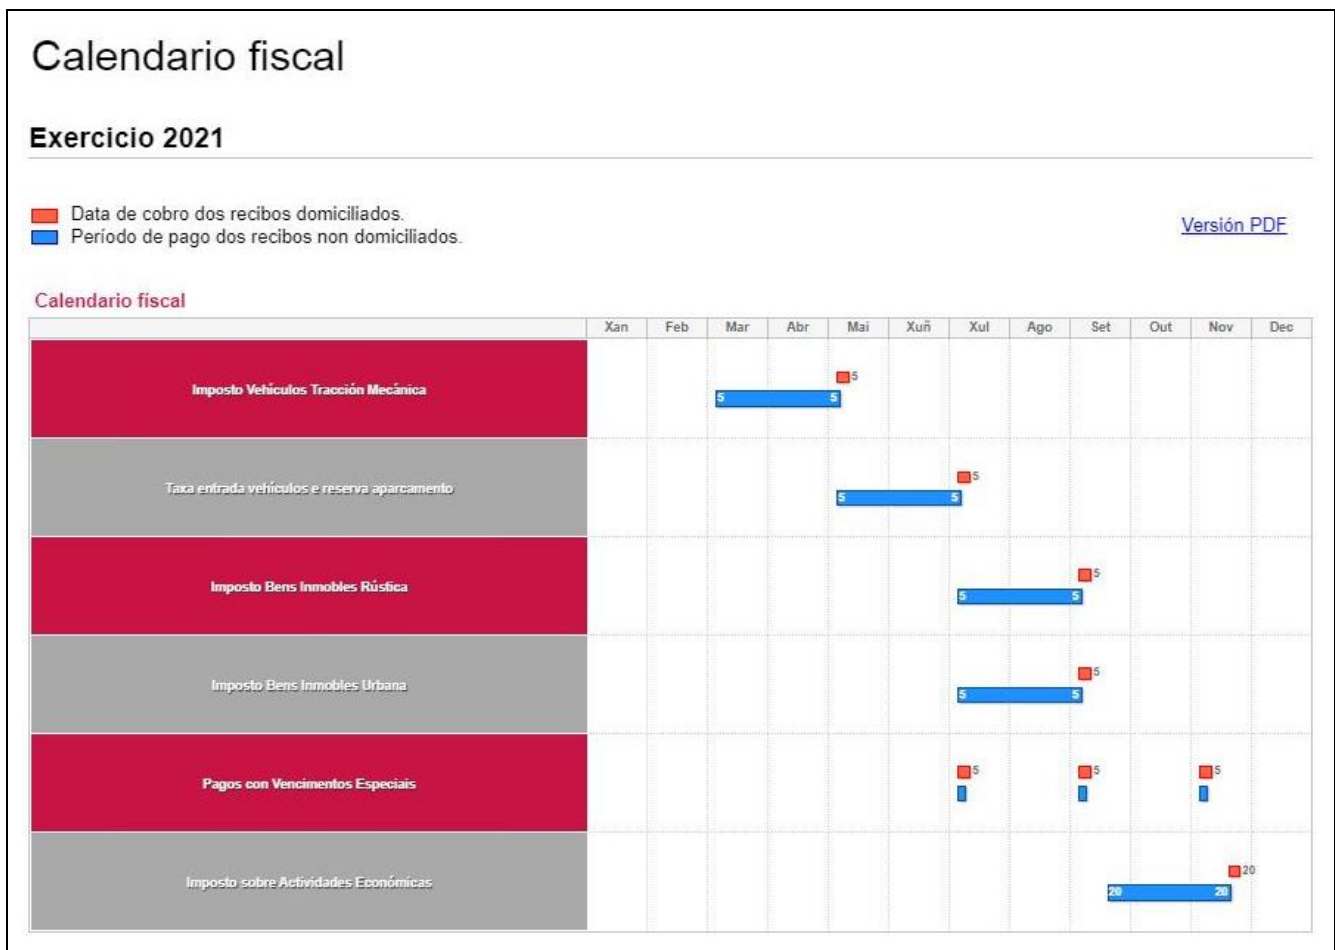 Calendario fiscal
Exercicio 2021
Data de cobro dos recibos domiciliados.
Período de pago dos recibos non domiciliados.
Versión PDF
Calendario fiscal
Xan Feb Mar Abr Mai Xuñ Xul Ago Set Out Nov Dec
Imposto Vehículos Tracción Mecánica
5
5 5
Taxa entrada vehículos e reserva aparcamento
5
5 5
Imposto Bens Inmobles Rústica
5
5 5
Imposto Bens Inmobles Urbana
5
5 5
Pagos con Vencimentos Especiais
5 5 5
Imposto sobre Actividades Económicas
20
20 20